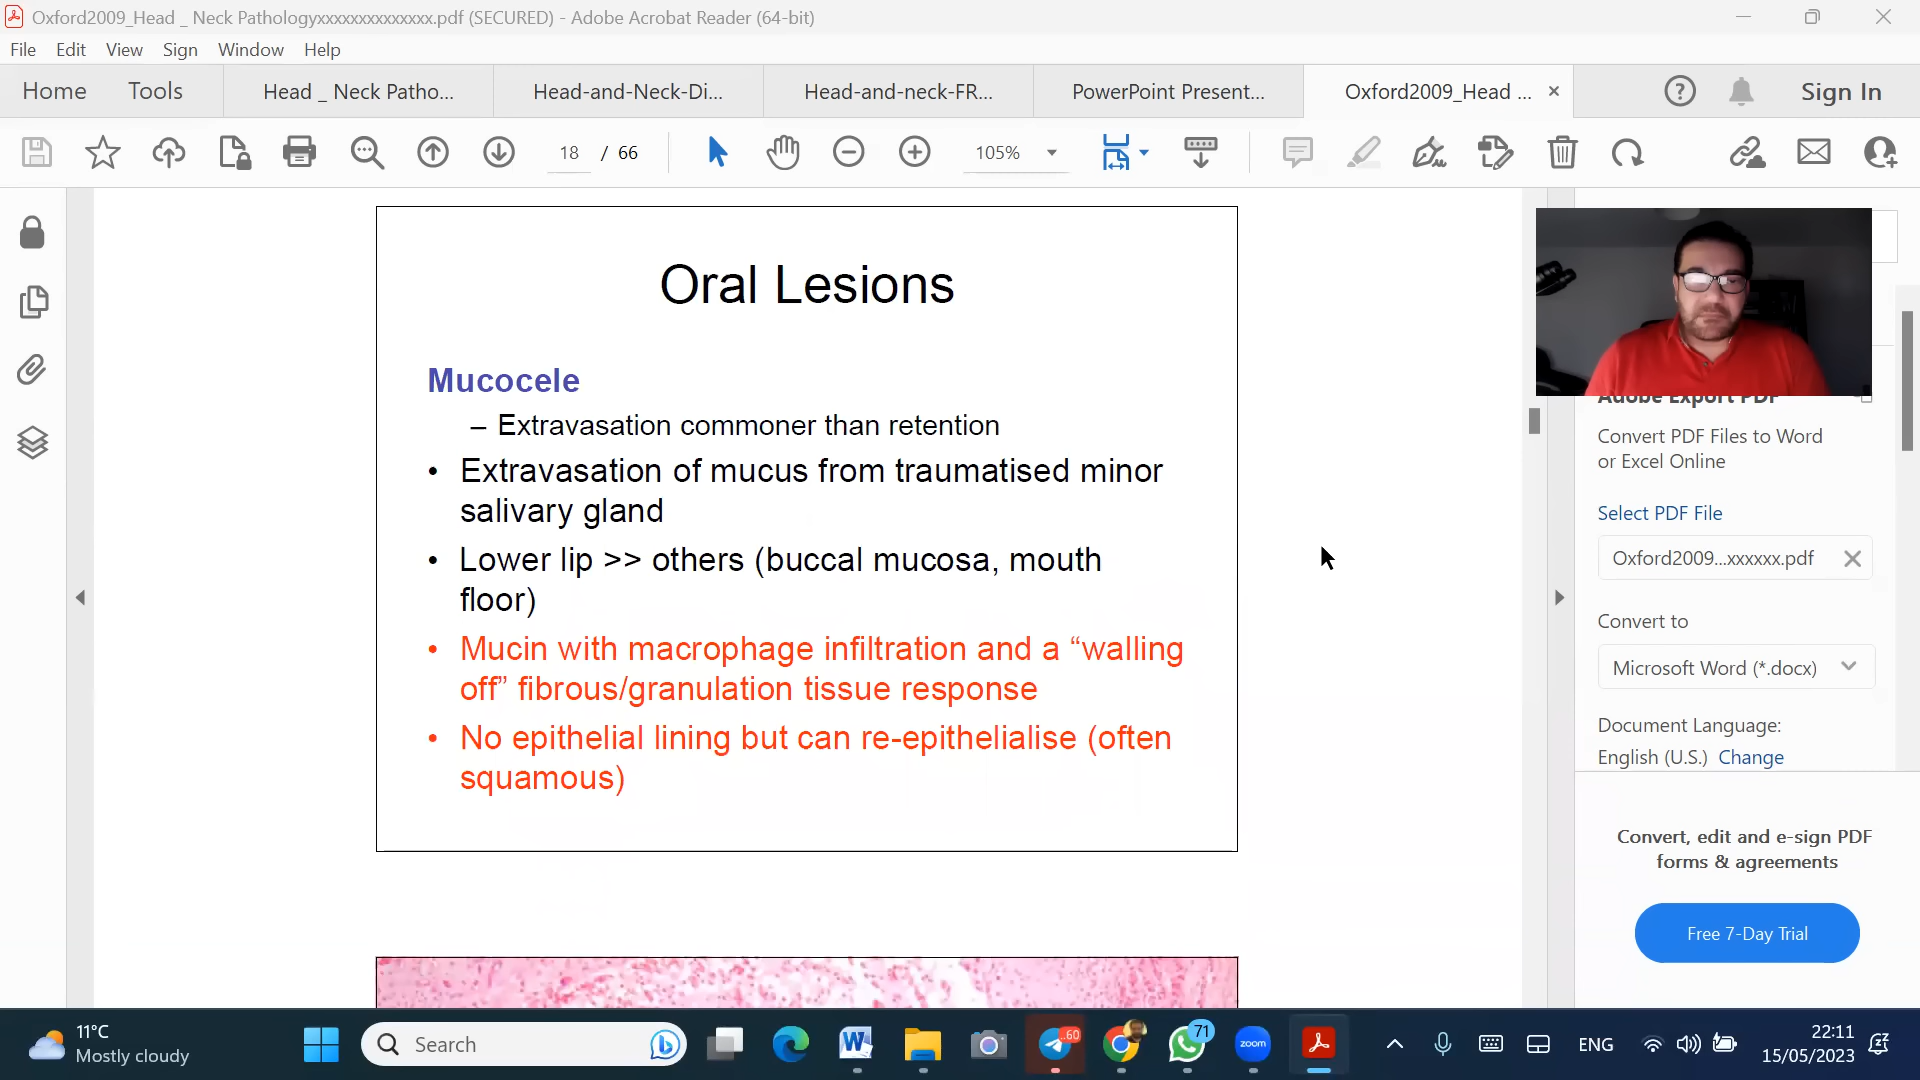 Oxford2009_Head _ Neck Pathologyxxxxxxxxxxxxxx.pdf (SECURED) - Adobe Acrobat Reader (64-bit)
File Edit View Sign Window Help
Home Tools Head _ Neck Patho... Head-and-Neck-Di... Head-and-neck-FR... PowerPoint Present... Oxford2009_Head ... Sign In
18 / 66 105%
Oral Lesions
Mucocele
– Extravasation commoner than retention
• Extravasation of mucus from traumatised minor
salivary gland
• Lower lip >> others (buccal mucosa, mouth
floor)
• Mucin with macrophage infiltration and a “walling
off” fibrous/granulation tissue response
• No epithelial lining but can re-epithelialise (often
squamous)
Adobe Export PDF
Convert PDF Files to Word
or Excel Online
Select PDF File
Oxford2009...xxxxxx.pdf
Convert to
Microsoft Word (*.docx)
Document Language:
English (U.S.) Change
Convert, edit and e-sign PDF
forms & agreements
Free 7-Day Trial
11°C
Mostly cloudy
Search
..60
71
zoom
ENG
22:11
15/05/2023